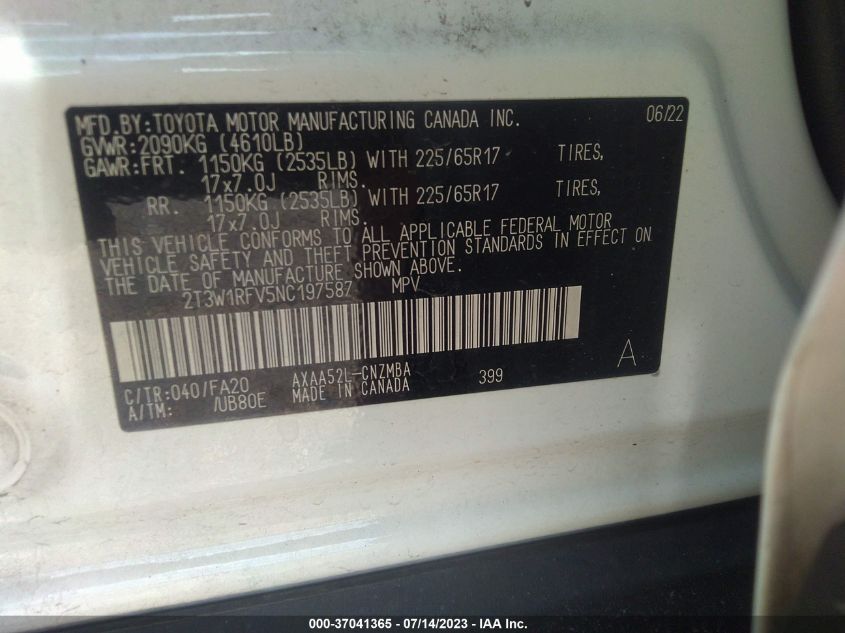 MFD.BY:TOYOTA MOTOR MANUFACTURING CANADA INC. 06/22
GVWR:2090KG (4610LB)
GAWR:FRT. 1150KG (2535LB) WITH 225/65R17 TIRES,
17x7.0J RIMS.
RR. 1150KG (2535LB) WITH 225/65R17 TIRES,
17x7.0J RIMS.
THIS VEHICLE CONFORMS TO ALL APPLICABLE FEDERAL MOTOR
VEHICLE SAFETY AND THEFT PREVENTION STANDARDS IN EFFECT ON
THE DATE OF MANUFACTURE SHOWN ABOVE.
2T3W1RFV5NC197587 MPV
C/TR:040/FA20 AXAA52L-CNZMBA 399 A
A/TM: /UB80E MADE IN CANADA
000-37041365 - 07/14/2023 - IAA Inc.